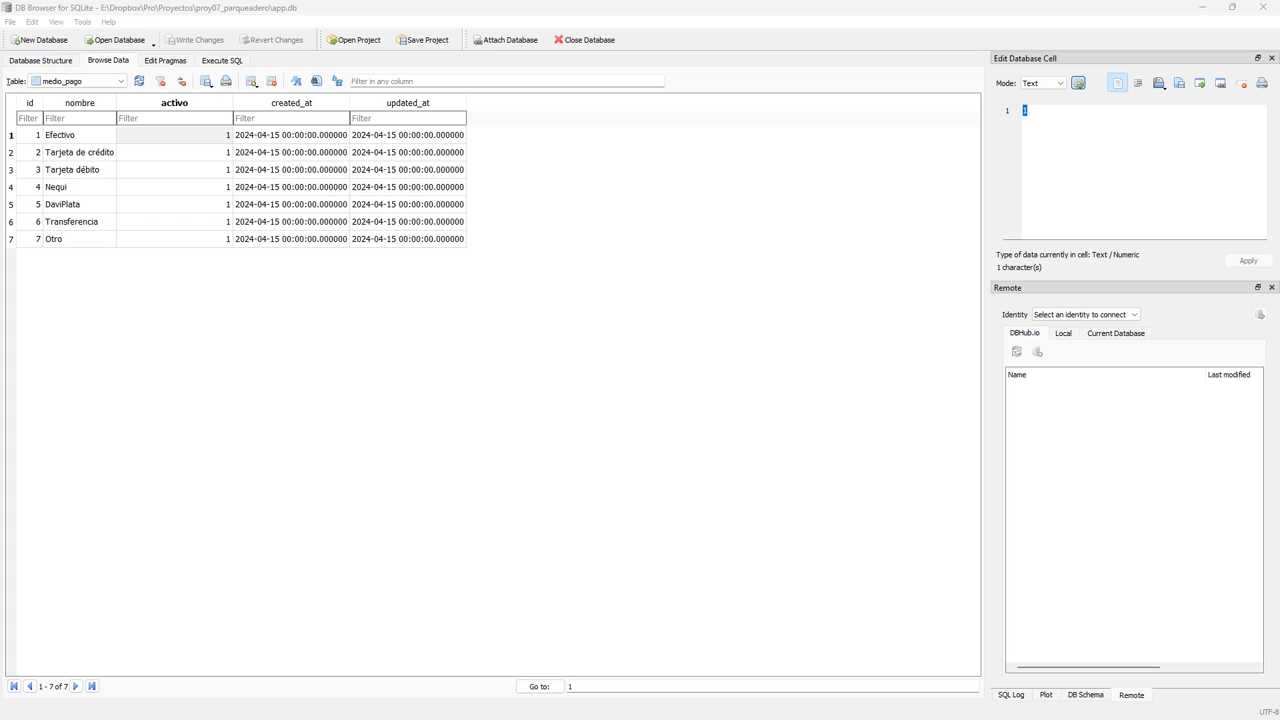 DB Browser for SQLite - E:\Dropbox\Pro\Proyectos\proy07_parqueadero\app.db
File Edit View Tools Help
New Database Open Database Write Changes Revert Changes Open Project Save Project Attach Database Close Database
Database Structure Browse Data Edit Pragmas Execute SQL
Table: medio_pago Filter in any column
id nombre activo created_at updated_at
Filter Filter Filter Filter Filter
1 1 Efectivo 1 2024-04-15 00:00:00.000000 2024-04-15 00:00:00.000000
2 2 Tarjeta de crédito 1 2024-04-15 00:00:00.000000 2024-04-15 00:00:00.000000
3 3 Tarjeta débito 1 2024-04-15 00:00:00.000000 2024-04-15 00:00:00.000000
4 4 Nequi 1 2024-04-15 00:00:00.000000 2024-04-15 00:00:00.000000
5 5 DaviPlata 1 2024-04-15 00:00:00.000000 2024-04-15 00:00:00.000000
6 6 Transferencia 1 2024-04-15 00:00:00.000000 2024-04-15 00:00:00.000000
7 7 Otro 1 2024-04-15 00:00:00.000000 2024-04-15 00:00:00.000000
1 - 7 of 7 Go to: 1
Edit Database Cell
Mode: Text
1 1
Type of data currently in cell: Text / Numeric
1 character(s)
Apply
Remote
Identity Select an identity to connect
DBHub.io Local Current Database
Name Last modified
SQL Log Plot DB Schema Remote
UTF-8